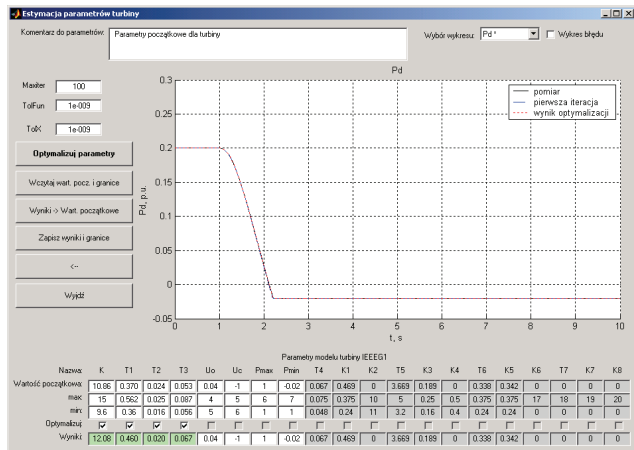 Estymacja parametrów turbiny
Komentarz do parametrów:
Parametry początkowe dla turbiny
Wybór wykresu: Pd *
Wykres błędu
Maxiter 100
TolFun 1e-009
TolX 1e-009
Optymalizuj parametry
Wczytaj wart. pocz. i granice
Wyniki -> Wart. początkowe
Zapisz wyniki i granice
<--
Wyjdź
Pd
pomiar
pierwsza iteracja
wynik optymalizacji
Pd, p.u.
0.3
0.25
0.2
0.15
0.1
0.05
0
-0.05
0 1 2 3 4 5 6 7 8 9 10
t, s
Parametry modelu turbiny IEEEG1
Nazwa: K T1 T2 T3 Uo Uc Pmax Pmin T4 K1 K2 T5 K3 K4 T6 K5 K6 T7 K7 K8
Wartość początkowa: 10.86 0.370 0.024 0.053 0.04 -1 1 -0.02 0.067 0.469 0 3.669 0.189 0 0.338 0.342 0 0 0 0
max: 15 0.562 0.025 0.087 4 5 6 7 0.075 0.375 10 5 0.25 0.5 0.375 0.375 17 18 19 20
min: 9.6 0.36 0.016 0.056 5 6 1 1 0.048 0.24 11 3.2 0.16 0.4 0.24 0.24 0 0 0 0
Optymalizuj:
Wyniki: 12.08 0.460 0.020 0.067 0.04 -1 1 -0.02 0.067 0.469 0 3.669 0.189 0 0.338 0.342 0 0 0 0